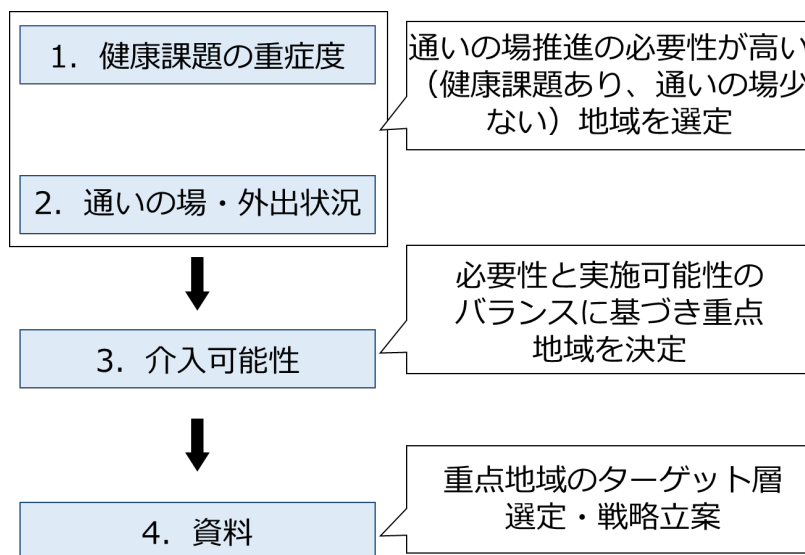 1. 健康課題の重症度
通いの場推進の必要性が高い
（健康課題あり、通いの場少
ない）地域を選定
2. 通いの場・外出状況
必要性と実施可能性の
バランスに基づき重点
地域を決定
3. 介入可能性
重点地域のターゲット層
選定・戦略立案
4. 資料